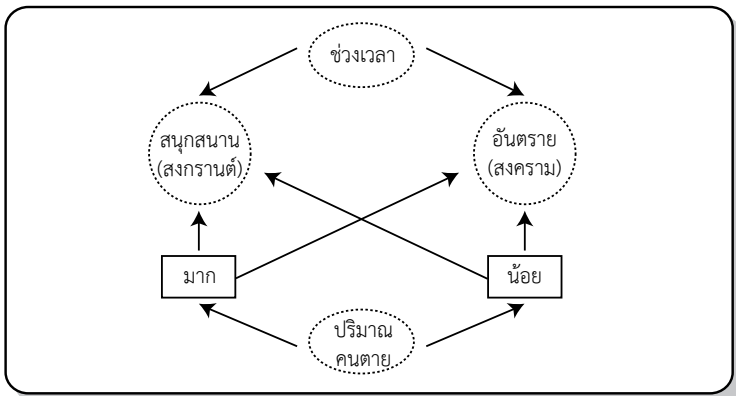 ช่วงเวลา
สนุกสนาน
(สงกรานต์)
อันตราย
(สงคราม)
มาก
น้อย
ปริมาณ
คนตาย